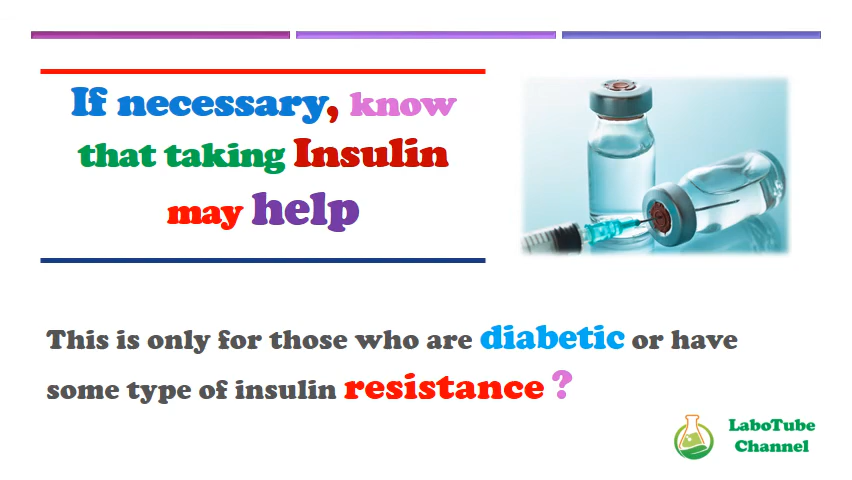 If necessary, know
that taking Insulin
may help
This is only for those who are diabetic or have
some type of insulin resistance ?
LaboTube
Channel